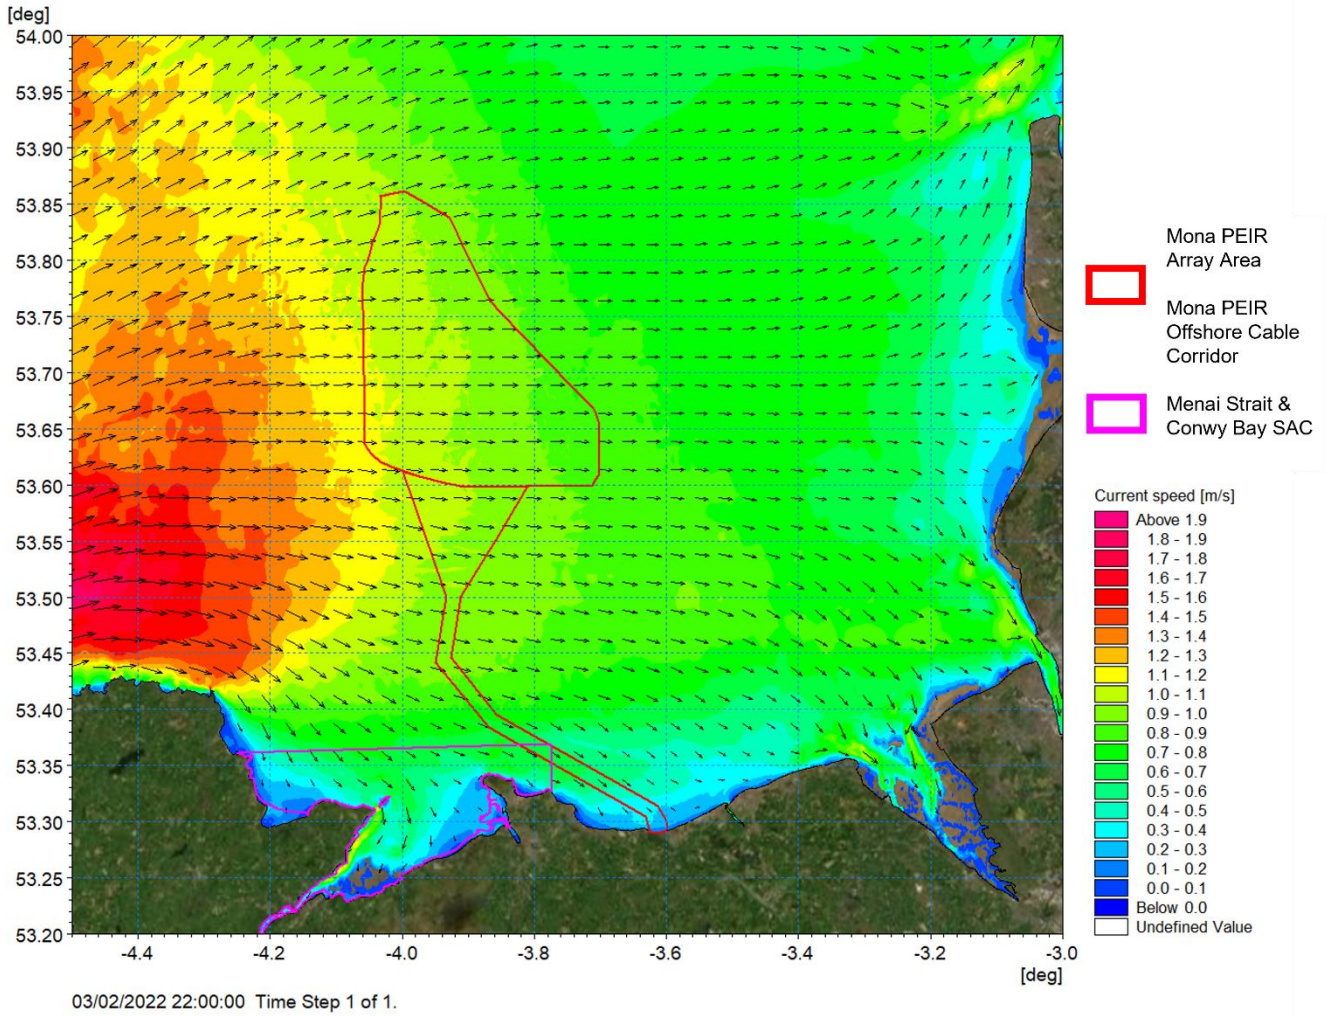 [deg]
54.00
53.95
53.90
53.85
53.80
53.75
53.70
53.65
53.60
53.55
53.50
53.45
53.40
53.35
53.30
53.25
53.20
-4.4 -4.2 -4.0 -3.8 -3.6 -3.4 -3.2 -3.0
[deg]
03/02/2022 22:00:00 Time Step 1 of 1.
Mona PEIR
Array Area
Mona PEIR
Offshore Cable
Corridor
Menai Strait &
Conwy Bay SAC
Current speed [m/s]
Above 1.9
1.8 - 1.9
1.7 - 1.8
1.6 - 1.7
1.5 - 1.6
1.4 - 1.5
1.3 - 1.4
1.2 - 1.3
1.1 - 1.2
1.0 - 1.1
0.9 - 1.0
0.8 - 0.9
0.7 - 0.8
0.6 - 0.7
0.5 - 0.6
0.4 - 0.5
0.3 - 0.4
0.2 - 0.3
0.1 - 0.2
0.0 - 0.1
Below 0.0
Undefined Value